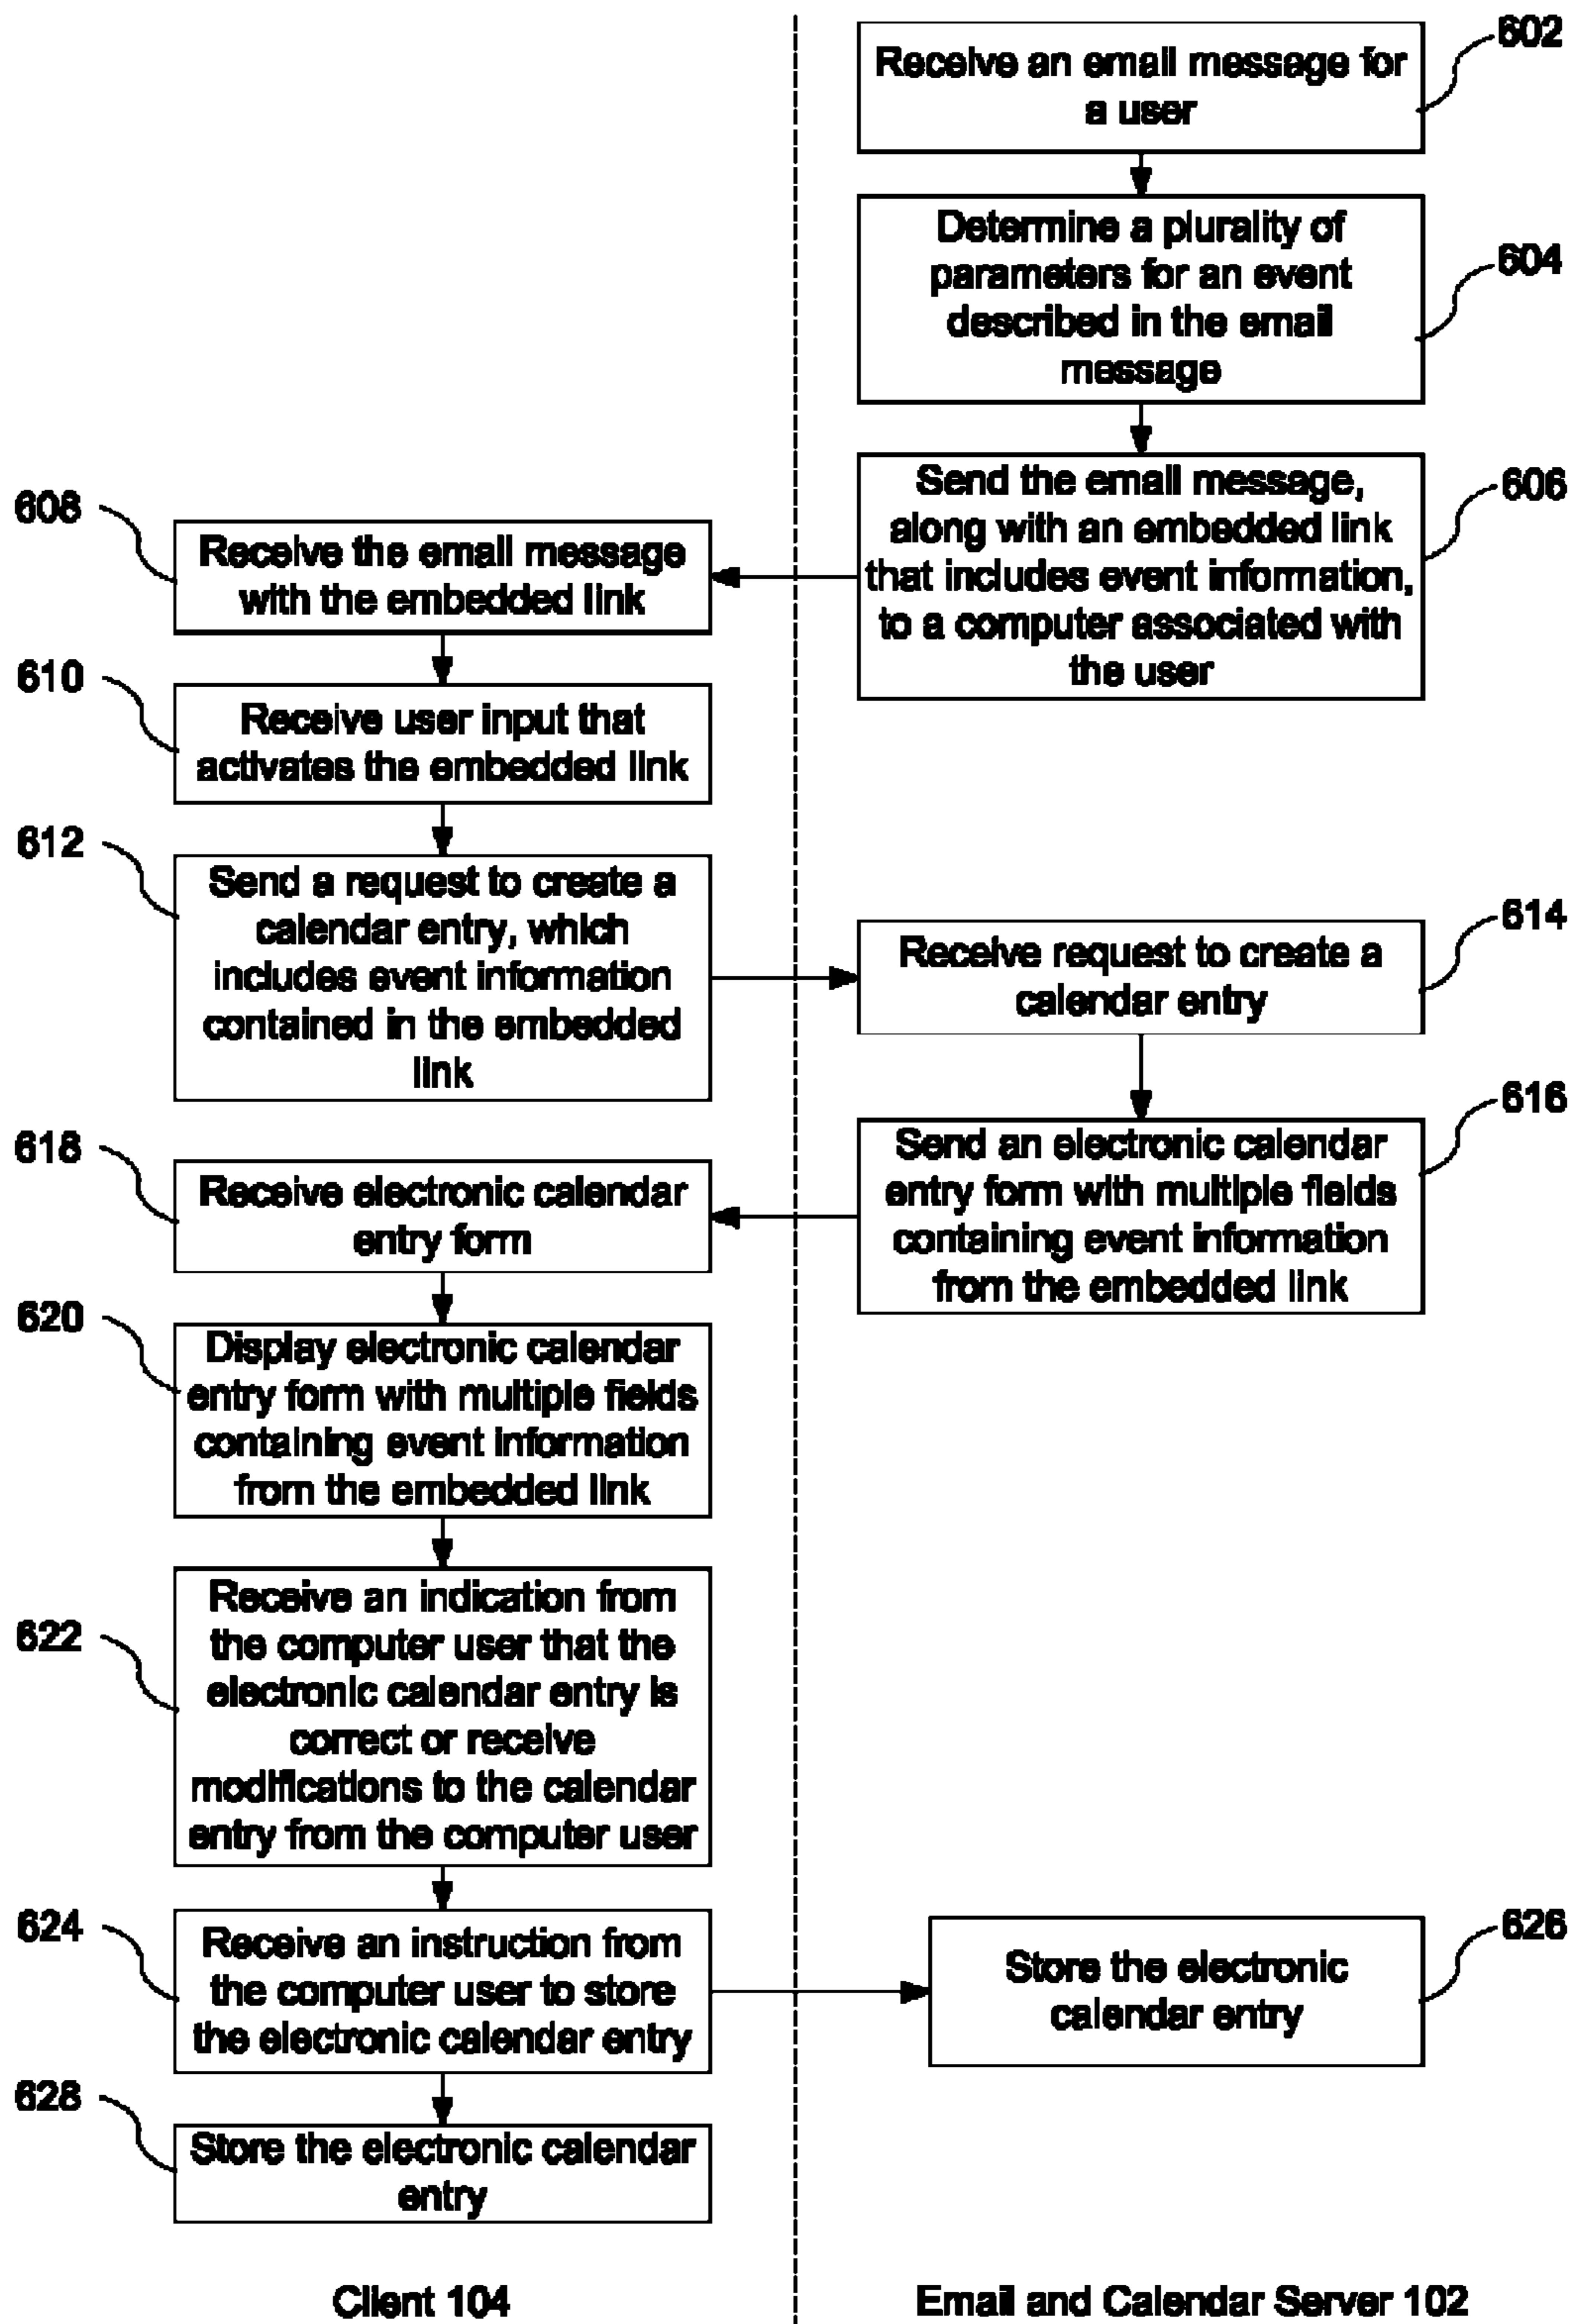 602
Receive an email message for
a user
Determine a plurality of
parameters for an event
described in the email
message
604
Send the email message,
along with an embedded link
that includes event information,
to a computer associated with
the user
606
608
Receive the email message
with the embedded link
610
Receive user input that
activates the embedded link
612
Send a request to create a
calendar entry, which
includes event information
contained in the embedded
link
614
Receive request to create a
calendar entry
616
Send an electronic calendar
entry form with multiple fields
containing event information
from the embedded link
618
Receive electronic calendar
entry form
620
Display electronic calendar
entry form with multiple fields
containing event information
from the embedded link
622
Receive an indication from
the computer user that the
electronic calendar entry is
correct or receive
modifications to the calendar
entry from the computer user
624
Receive an instruction from
the computer user to store
the electronic calendar entry
626
Store the electronic
calendar entry
628
Store the electronic calendar
entry
Client 104
Email and Calendar Server 102